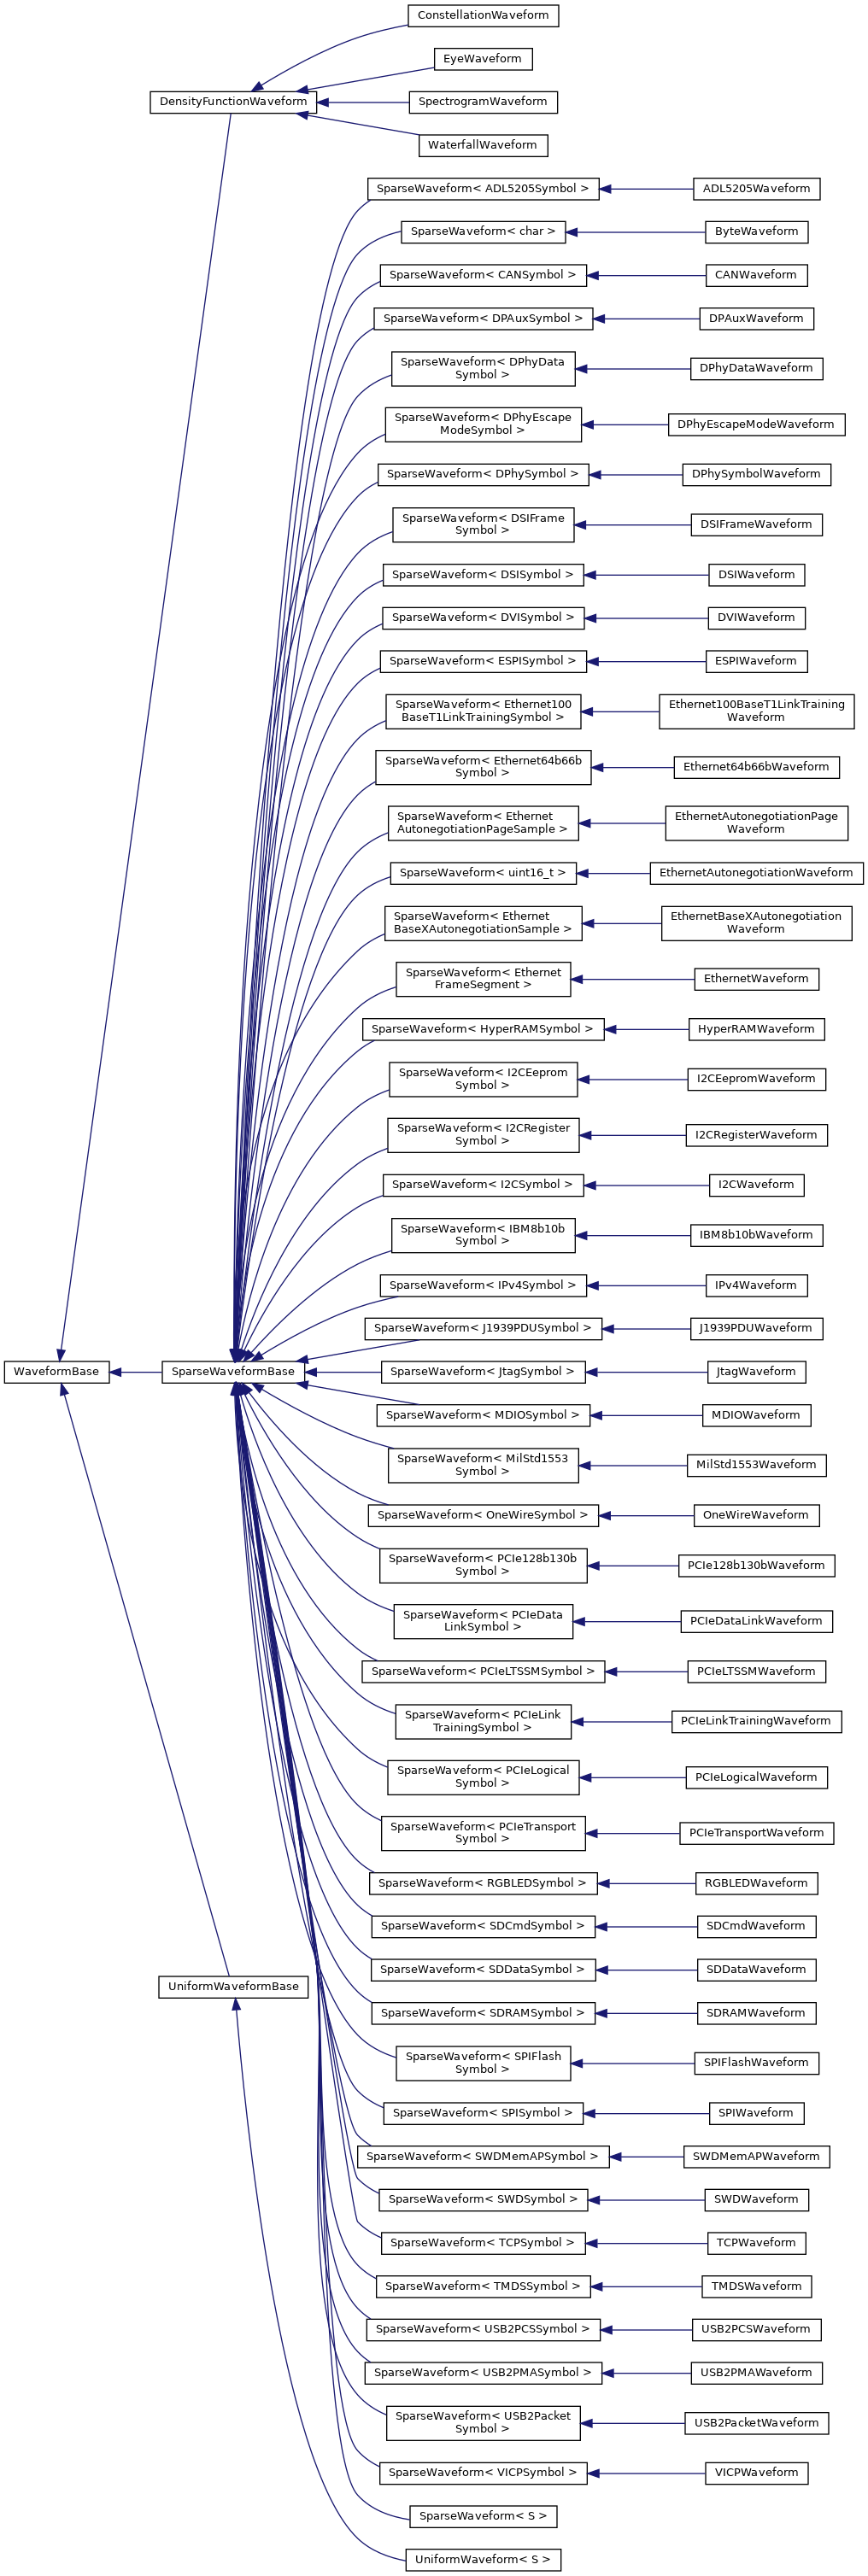 ConstellationWaveform
EyeWaveform
DensityFunctionWaveform
SpectrogramWaveform
WaterfallWaveform
SparseWaveform< ADL5205Symbol >
ADL5205Waveform
SparseWaveform< char >
ByteWaveform
SparseWaveform< CANSymbol >
CANWaveform
SparseWaveform< DPAuxSymbol >
DPAuxWaveform
SparseWaveform< DPhyData
Symbol >
DPhyDataWaveform
SparseWaveform< DPhyEscape
ModeSymbol >
DPhyEscapeModeWaveform
SparseWaveform< DPhySymbol >
DPhySymbolWaveform
SparseWaveform< DSIFrame
Symbol >
DSIFrameWaveform
SparseWaveform< DSISymbol >
DSIWaveform
SparseWaveform< DVISymbol >
DVIWaveform
SparseWaveform< ESPISymbol >
ESPIWaveform
SparseWaveform< Ethernet100
BaseT1LinkTrainingSymbol >
Ethernet100BaseT1LinkTraining
Waveform
SparseWaveform< Ethernet64b66b
Symbol >
Ethernet64b66bWaveform
SparseWaveform< Ethernet
AutonegotiationPageSample >
EthernetAutonegotiationPage
Waveform
SparseWaveform< uint16_t >
EthernetAutonegotiationWaveform
SparseWaveform< Ethernet
BaseXAutonegotiationSample >
EthernetBaseXAutonegotiation
Waveform
SparseWaveform< Ethernet
FrameSegment >
EthernetWaveform
SparseWaveform< HyperRAMSymbol >
HyperRAMWaveform
SparseWaveform< I2CEeprom
Symbol >
I2CEepromWaveform
SparseWaveform< I2CRegister
Symbol >
I2CRegisterWaveform
SparseWaveform< I2CSymbol >
I2CWaveform
SparseWaveform< IBM8b10b
Symbol >
IBM8b10bWaveform
SparseWaveform< IPv4Symbol >
IPv4Waveform
SparseWaveform< J1939PDUSymbol >
J1939PDUWaveform
WaveformBase
SparseWaveformBase
SparseWaveform< JtagSymbol >
JtagWaveform
SparseWaveform< MDIOSymbol >
MDIOWaveform
SparseWaveform< MilStd1553
Symbol >
MilStd1553Waveform
SparseWaveform< OneWireSymbol >
OneWireWaveform
SparseWaveform< PCIe128b130b
Symbol >
PCIe128b130bWaveform
SparseWaveform< PCIeData
LinkSymbol >
PCIeDataLinkWaveform
SparseWaveform< PCIeLTSSMSymbol >
PCIeLTSSMWaveform
SparseWaveform< PCIeLink
TrainingSymbol >
PCIeLinkTrainingWaveform
SparseWaveform< PCIeLogical
Symbol >
PCIeLogicalWaveform
SparseWaveform< PCIeTransport
Symbol >
PCIeTransportWaveform
SparseWaveform< RGBLEDSymbol >
RGBLEDWaveform
SparseWaveform< SDCmdSymbol >
SDCmdWaveform
SparseWaveform< SDDataSymbol >
SDDataWaveform
UniformWaveformBase
SparseWaveform< SDRAMSymbol >
SDRAMWaveform
SparseWaveform< SPIFlash
Symbol >
SPIFlashWaveform
SparseWaveform< SPISymbol >
SPIWaveform
SparseWaveform< SWDMemAPSymbol >
SWDMemAPWaveform
SparseWaveform< SWDSymbol >
SWDWaveform
SparseWaveform< TCPSymbol >
TCPWaveform
SparseWaveform< TMDSSymbol >
TMDSWaveform
SparseWaveform< USB2PCSSymbol >
USB2PCSWaveform
SparseWaveform< USB2PMASymbol >
USB2PMAWaveform
SparseWaveform< USB2Packet
Symbol >
USB2PacketWaveform
SparseWaveform< VICPSymbol >
VICPWaveform
SparseWaveform< S >
UniformWaveform< S >